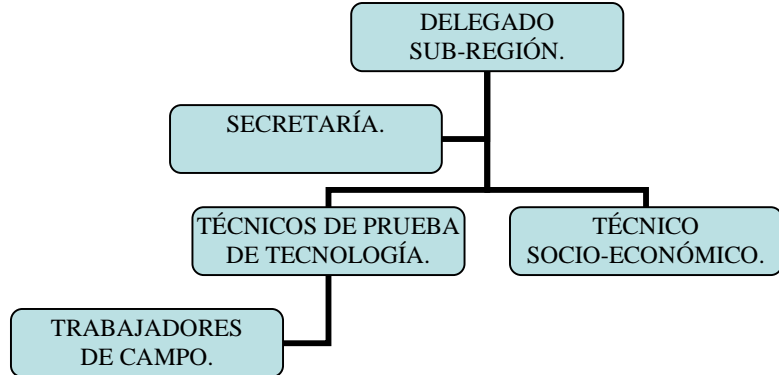 DELEGADO
SUB-REGIÓN.
SECRETARÍA.
TÉCNICOS DE PRUEBA
DE TECNOLOGÍA.
TÉCNICO
SOCIO-ECONÓMICO.
TRABAJADORES
DE CAMPO.